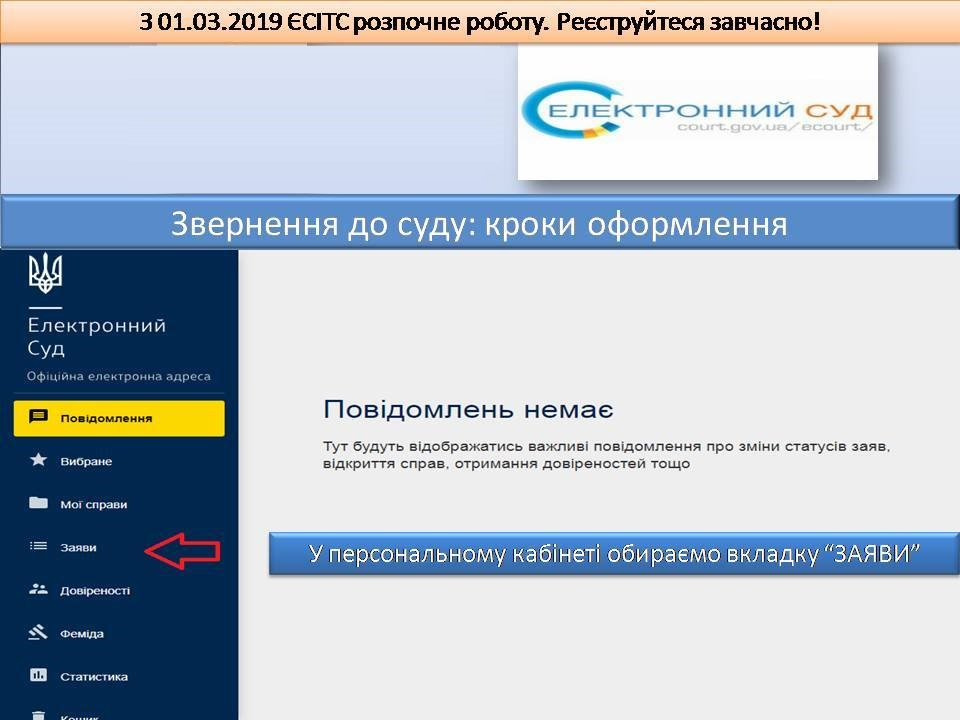 З 01.03.2019 ЄСІТС розпочне роботу. Реєструйтеся завчасно!
ЕЛЕКТРОННИЙ СУД
court.gov.ua/ecourt/
Звернення до суду: кроки оформлення
Електронний
Суд
Офіційна електронна адреса
Повідомлення
Вибране
Мої справи
Заяви
Довіреності
Феміда
Статистика
Кошик
Повідомлень немає
Тут будуть відображатись важливі повідомлення про зміни статусів заяв,
відкриття справ, отримання довіреностей тощо
У персональному кабінеті обираємо вкладку “ЗАЯВИ”